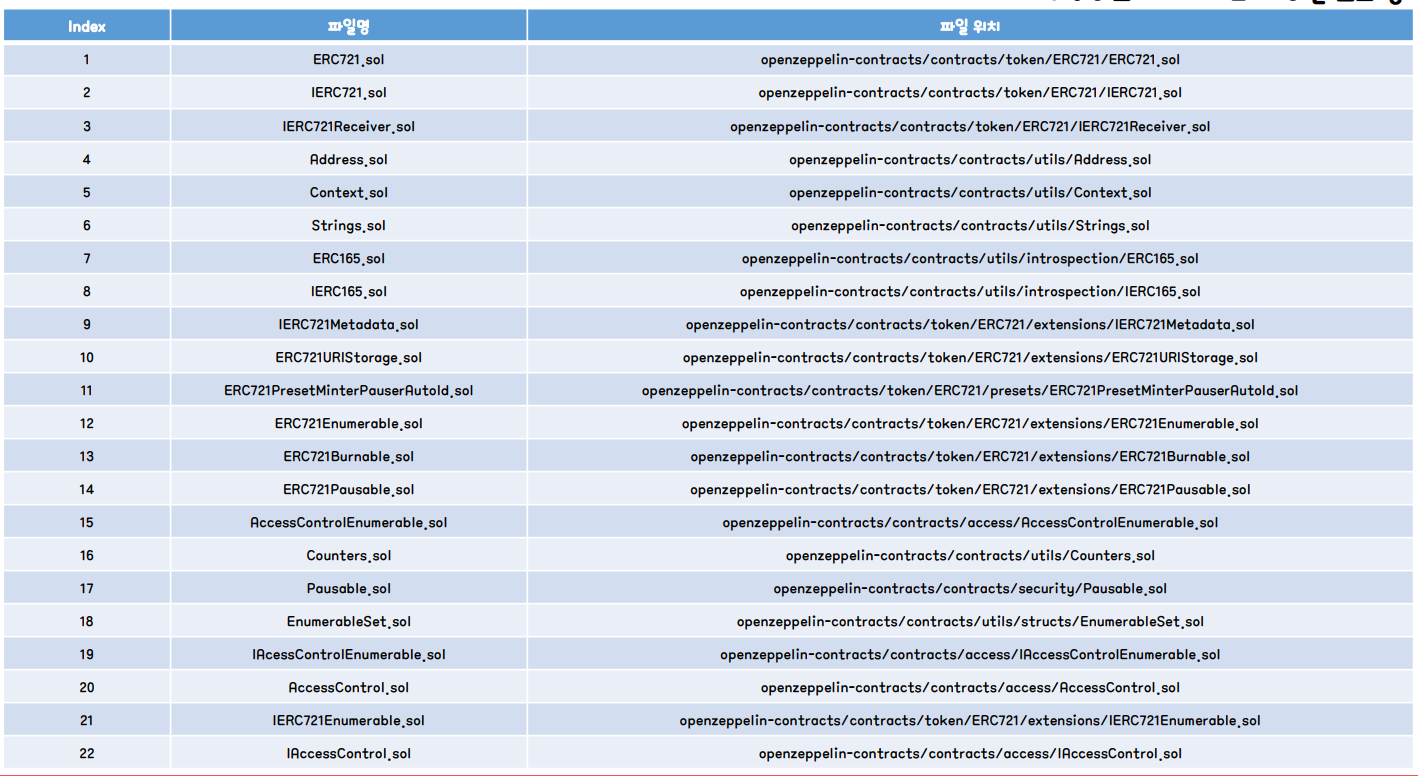 Index 파일명 파일 위치
1 ERC721.sol openzeppelin-contracts/contracts/token/ERC721/ERC721.sol
2 IERC721.sol openzeppelin-contracts/contracts/token/ERC721/IERC721.sol
3 IERC721Receiver.sol openzeppelin-contracts/contracts/token/ERC721/IERC721Receiver.sol
4 Address.sol openzeppelin-contracts/contracts/utils/Address.sol
5 Context.sol openzeppelin-contracts/contracts/utils/Context.sol
6 Strings.sol openzeppelin-contracts/contracts/utils/Strings.sol
7 ERC165.sol openzeppelin-contracts/contracts/utils/introspection/ERC165.sol
8 IERC165.sol openzeppelin-contracts/contracts/utils/introspection/IERC165.sol
9 IERC721Metadata.sol openzeppelin-contracts/contracts/token/ERC721/extensions/IERC721Metadata.sol
10 ERC721URIStorage.sol openzeppelin-contracts/contracts/token/ERC721/extensions/ERC721URIStorage.sol
11 ERC721PresetMinterPauserAutoId.sol openzeppelin-contracts/contracts/token/ERC721/presets/ERC721PresetMinterPauserAutoId.sol
12 ERC721Enumerable.sol openzeppelin-contracts/contracts/token/ERC721/extensions/ERC721Enumerable.sol
13 ERC721Burnable.sol openzeppelin-contracts/contracts/token/ERC721/extensions/ERC721Burnable.sol
14 ERC721Pausable.sol openzeppelin-contracts/contracts/token/ERC721/extensions/ERC721Pausable.sol
15 AccessControlEnumerable.sol openzeppelin-contracts/contracts/access/AccessControlEnumerable.sol
16 Counters.sol openzeppelin-contracts/contracts/utils/Counters.sol
17 Pausable.sol openzeppelin-contracts/contracts/security/Pausable.sol
18 EnumerableSet.sol openzeppelin-contracts/contracts/utils/structs/EnumerableSet.sol
19 IAcessControlEnumerable.sol openzeppelin-contracts/contracts/access/IAccessControlEnumerable.sol
20 AccessControl.sol openzeppelin-contracts/contracts/access/AccessControl.sol
21 IERC721Enumerable.sol openzeppelin-contracts/contracts/token/ERC721/extensions/IERC721Enumerable.sol
22 IAccessControl.sol openzeppelin-contracts/contracts/access/IAccessControl.sol